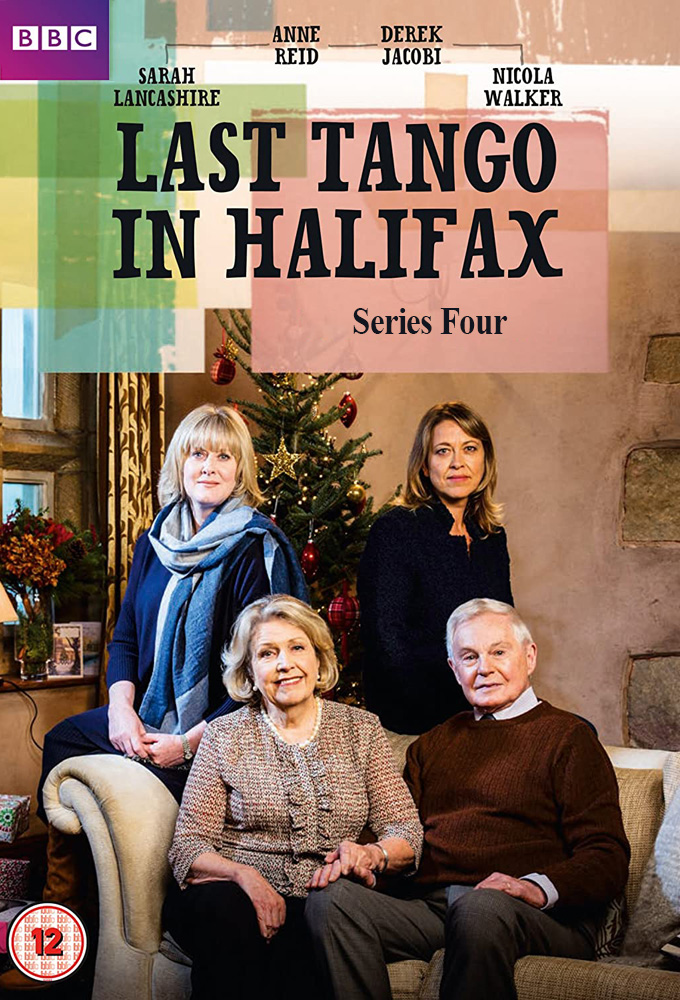 BBC
ANNE
REID
DEREK
JACOBI
SARAH
LANCASHIRE
NICOLA
WALKER
LAST TANGO
IN HALIFAX
Series Four
12